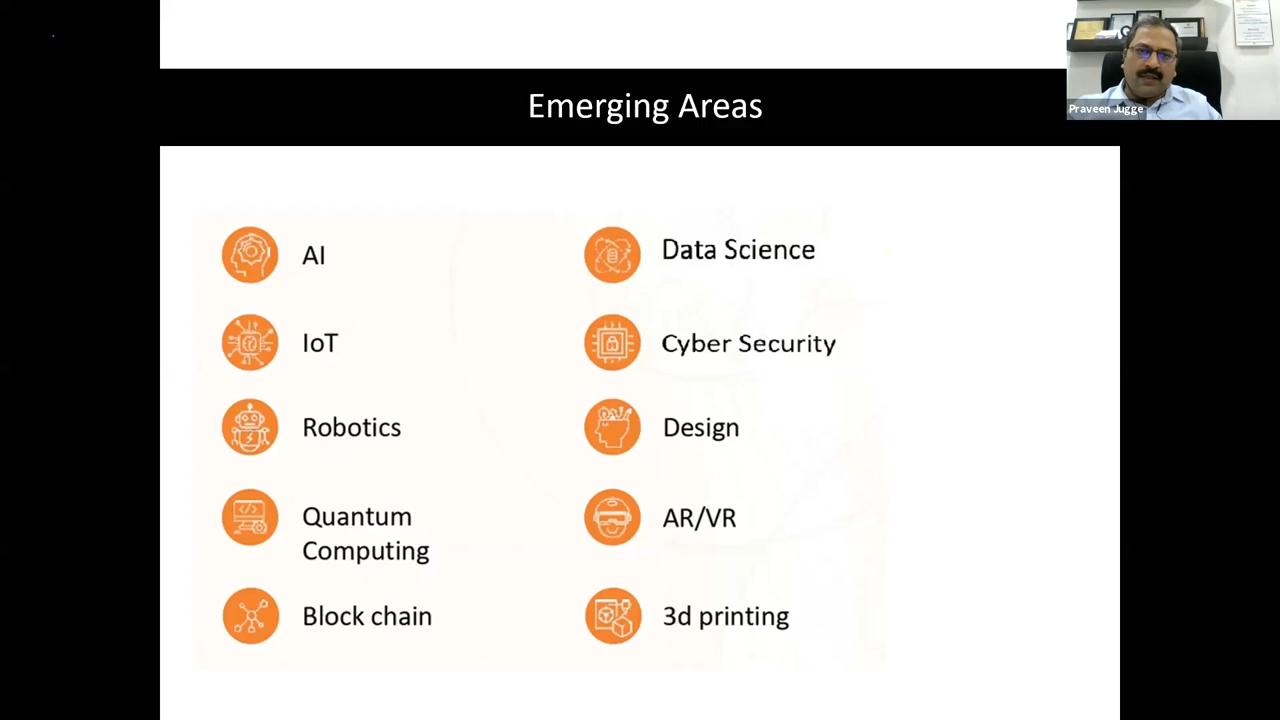 Emerging Areas
Praveen Jugge
AI
Data Science
IoT
Cyber Security
Robotics
Design
Quantum
Computing
AR/VR
Block chain
3d printing